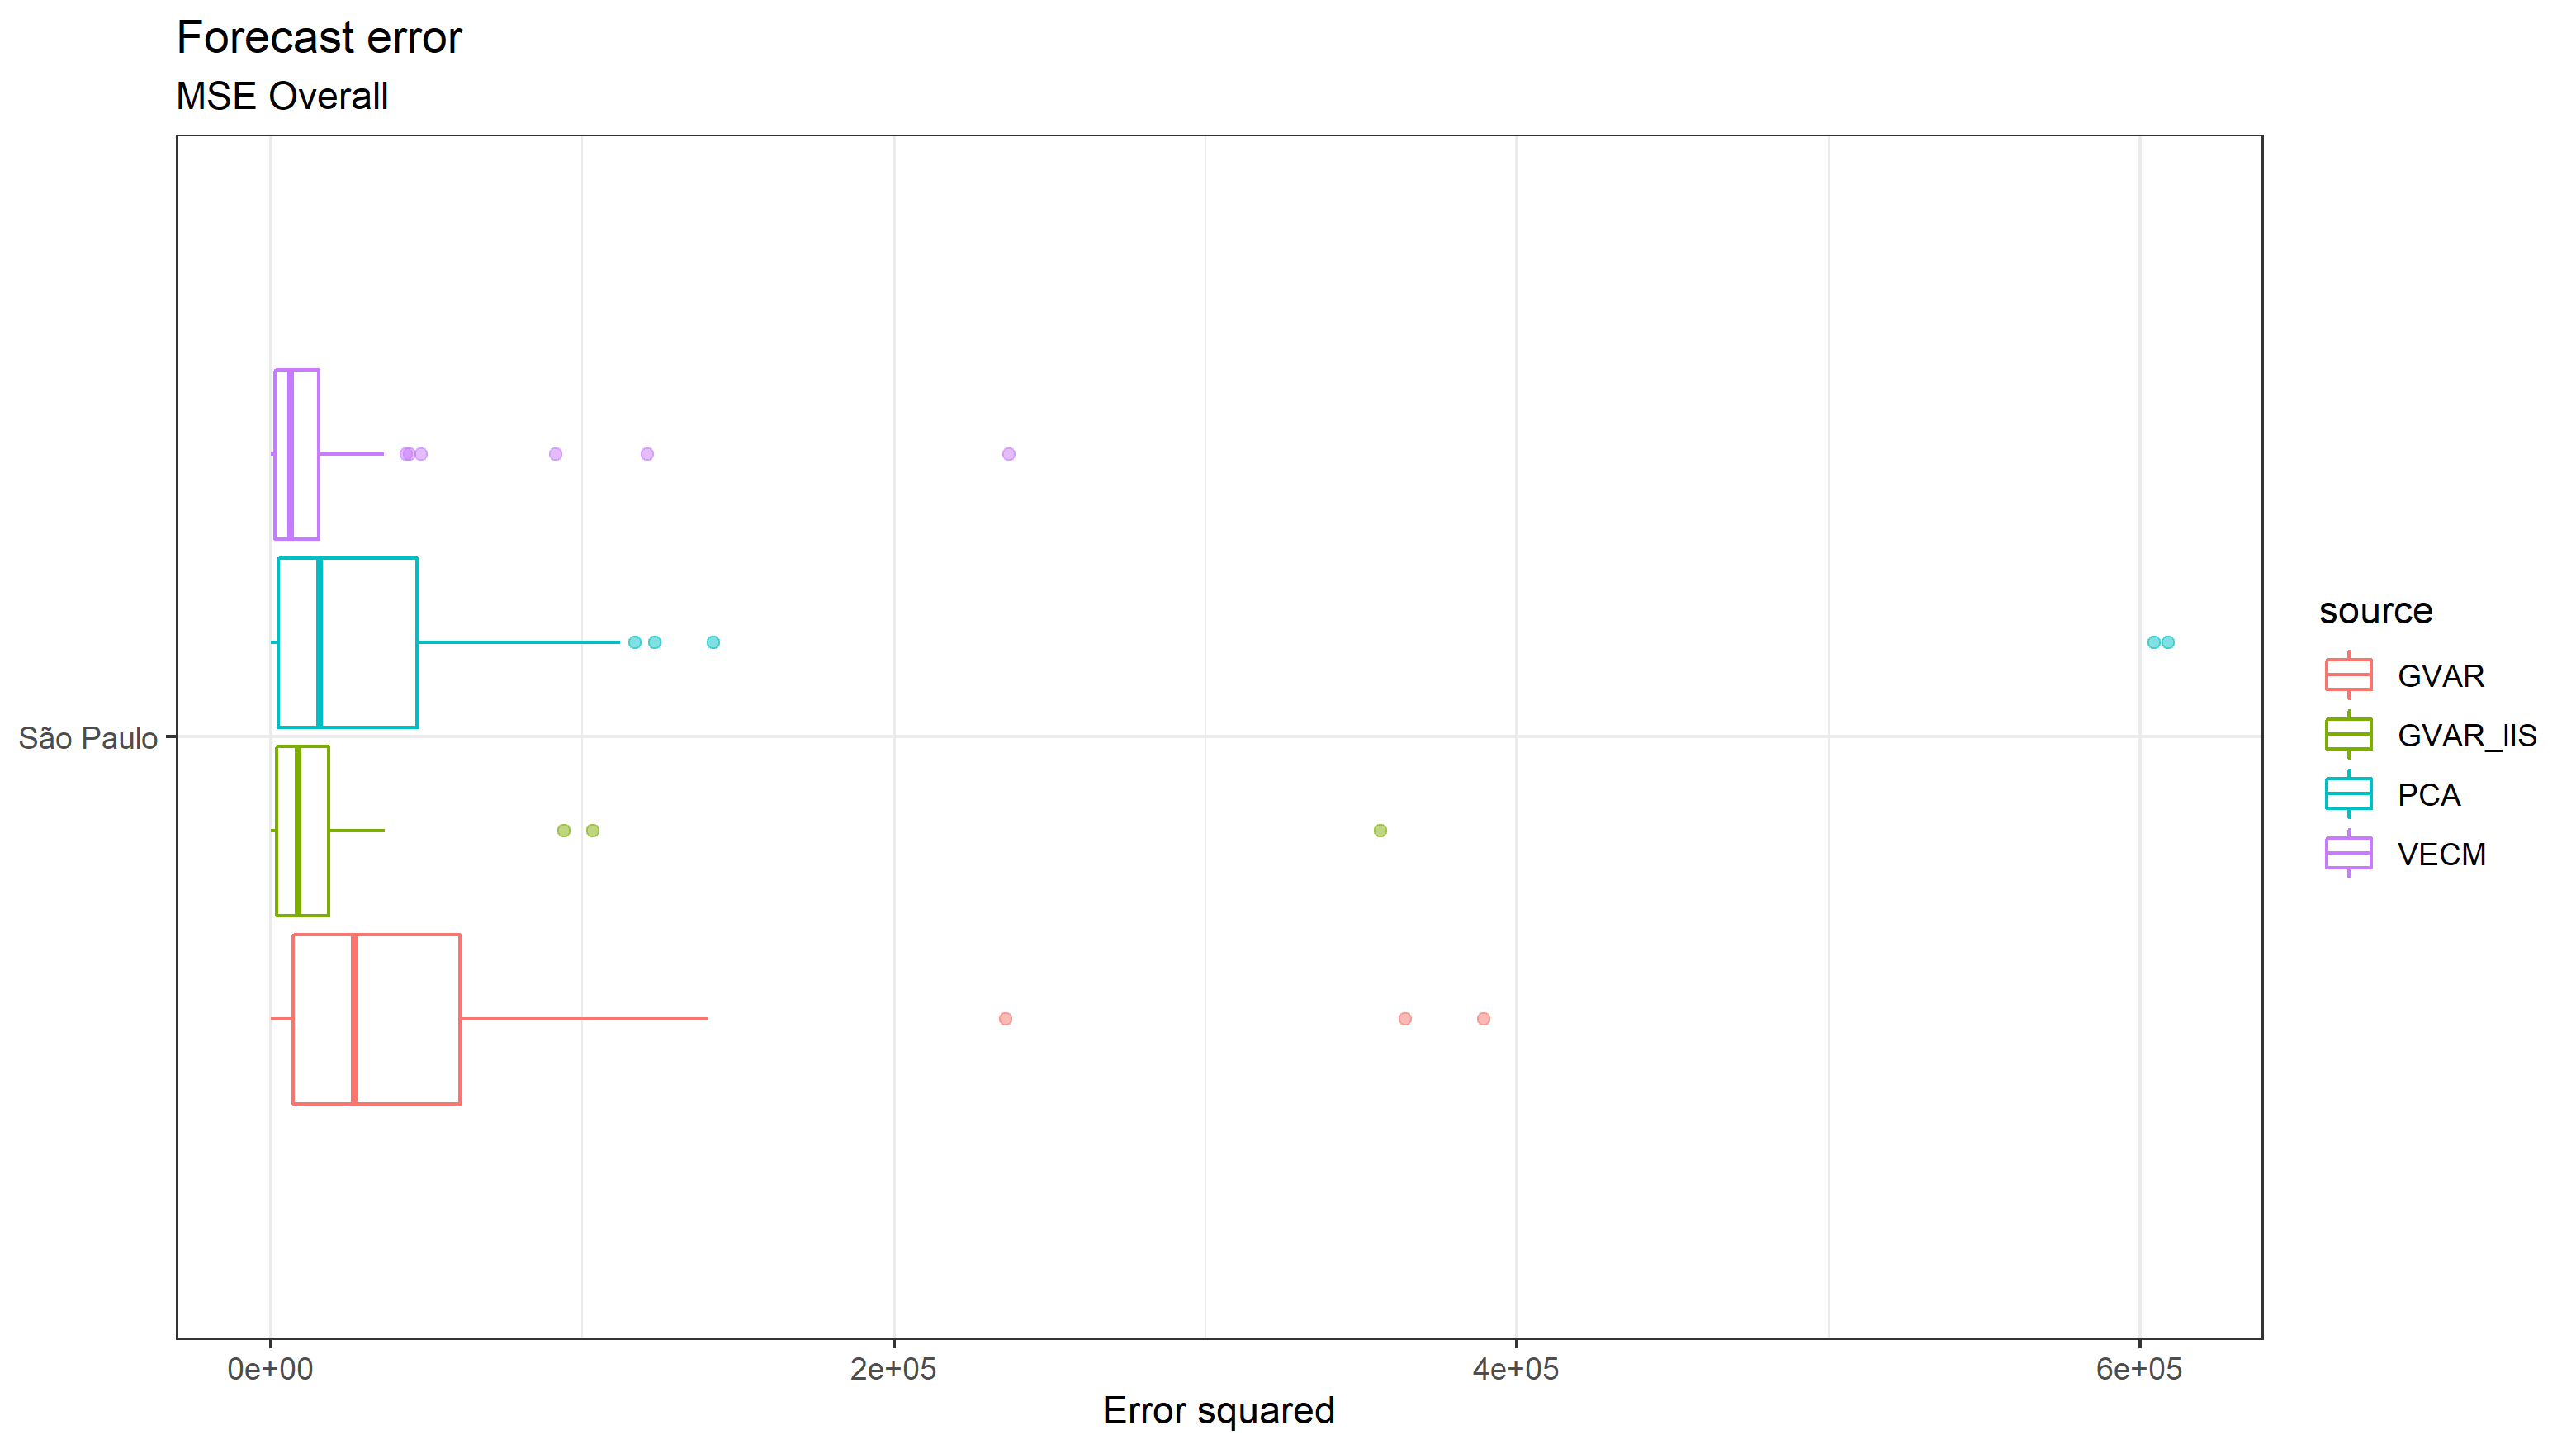 Forecast error
MSE Overall
São Paulo
0e+00
2e+05
4e+05
6e+05
Error squared
source
GVAR
GVAR_IIS
PCA
VECM